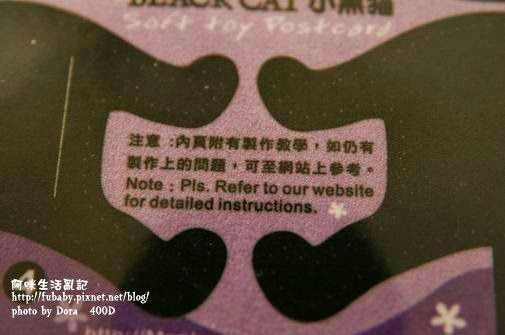 BLACK CAT 小黑貓
Soft toy Postcard
注意:內頁附有製作教學,如仍有
製作上的問題,可至網站上參考。
Note : Pls. Refer to our website
for detailed instructions.
4
阿咪生活亂記
http://fubaby.pixnet.net/blog/
photo by Dora 400D